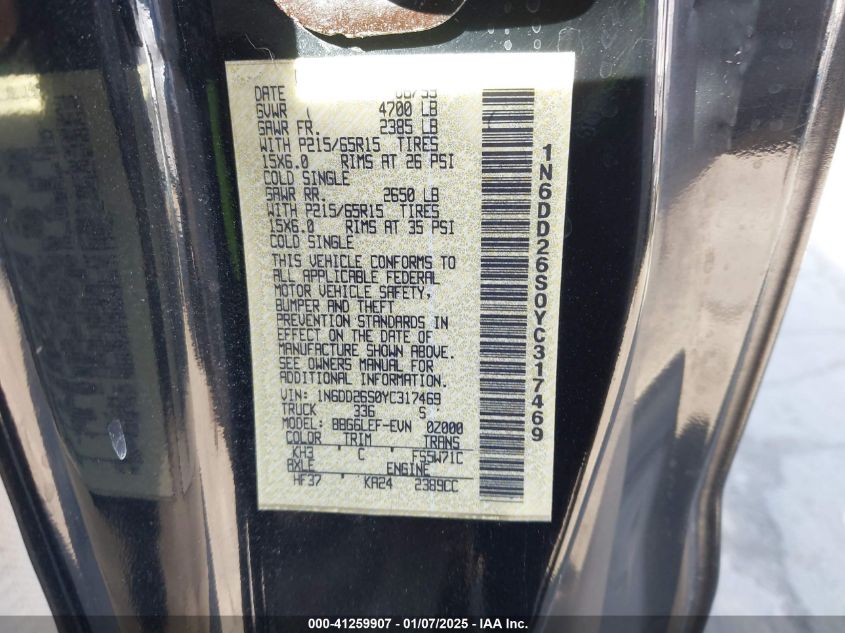 DATE
GVWR 4700 LB
GAWR FR. 2385 LB
WITH P215/65R15 TIRES
15X6.0 RIMS AT 26 PSI
COLD SINGLE
GAWR RR. 2650 LB
WITH P215/65R15 TIRES
15X6.0 RIMS AT 35 PSI
COLD SINGLE
THIS VEHICLE CONFORMS TO
ALL APPLICABLE FEDERAL
MOTOR VEHICLE SAFETY,
BUMPER AND THEFT
PREVENTION STANDARDS IN
EFFECT ON THE DATE OF
MANUFACTURE SHOWN ABOVE.
SEE OWNERS MANUAL FOR
ADDITIONAL INFORMATION.
VIN: 1N6DD26S0YC317469
TRUCK 336 S
MODEL: BBG6LEF-EVN 0Z000
COLOR TRIM TRANS
KH3 C FS5W71C
AXLE ENGINE
HF37 KA24 2389CC
1N6DD26S0YC317469
000-41259907 - 01/07/2025 - IAA Inc.